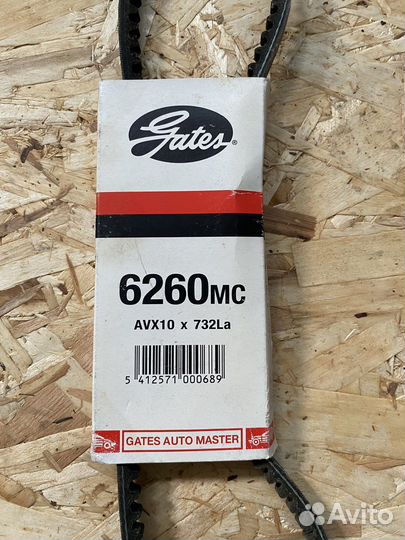 Gates®
6260MC
AVX10 x 732La
5 412571 000689
GATES AUTO MASTER
Avito